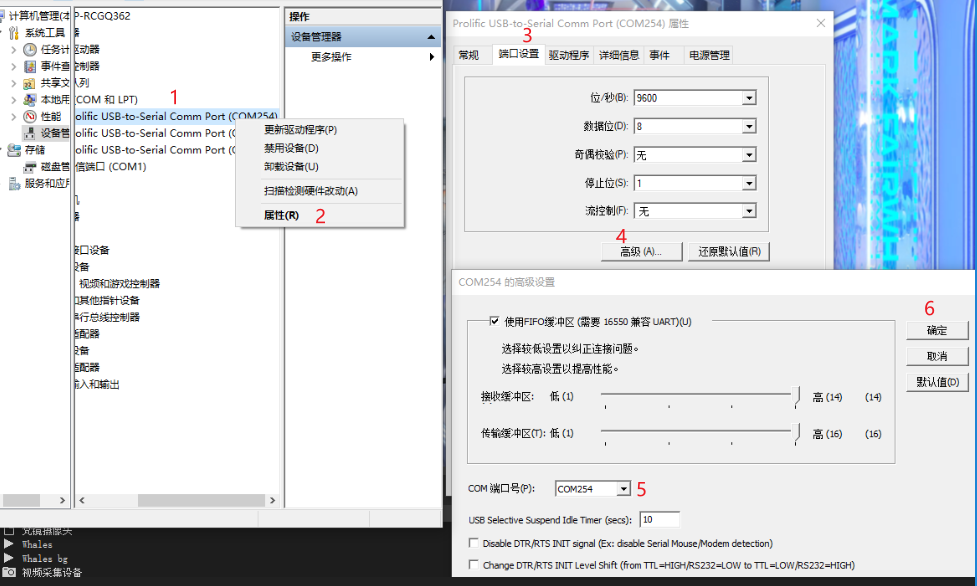 计算机管理(本
系统工具
任务计
事件查
共享文
本地用
性能
设备管
存储
磁盘管
服务和应用
P-RCGQ362
器
区动器
控制器
人列
COM 和 LPT)
1
olific USB-to-Serial Comm Port (COM254)
olific USB-to-Serial Comm Port (C
olific USB-to-Serial Comm Port (C
信端口 (COM1)
几
器
接口设备
设备
视频和游戏控制器
和其他指针设备
串行总线控制器
适配器
设备
适配器
输入和输出
更新驱动程序(P)
禁用设备(D)
卸载设备(U)
扫描检测硬件改动(A)
属性(R) 2
操作
设备管理器
更多操作
Prolific USB-to-Serial Comm Port (COM254) 属性
3
常规 端口设置 驱动程序 详细信息 事件 电源管理
位/秒(B): 9600
数据位(D): 8
奇偶校验(P): 无
停止位(S): 1
流控制(F): 无
4
高级(A)... 还原默认值(R)
COM254 的高级设置
使用FIFO缓冲区 (需要 16550 兼容 UART)(U)
选择较低设置以纠正连接问题。
选择较高设置以提高性能。
接收缓冲区: 低 (1) 高 (14) (14)
传输缓冲区(T): 低 (1) 高 (16) (16)
6
确定
取消
默认值(D)
COM 端口号(P): COM254 5
USB Selective Suspend Idle Timer (secs): 10
Disable DTR/RTS INIT signal (Ex: disable Serial Mouse/Modem detection)
Change DTR/RTS INIT Level Shift (from TTL=HIGH/RS232=LOW to TTL=LOW/RS232=HIGH)
Whales
Whales bg
视频采集设备
MARK FAIRWH